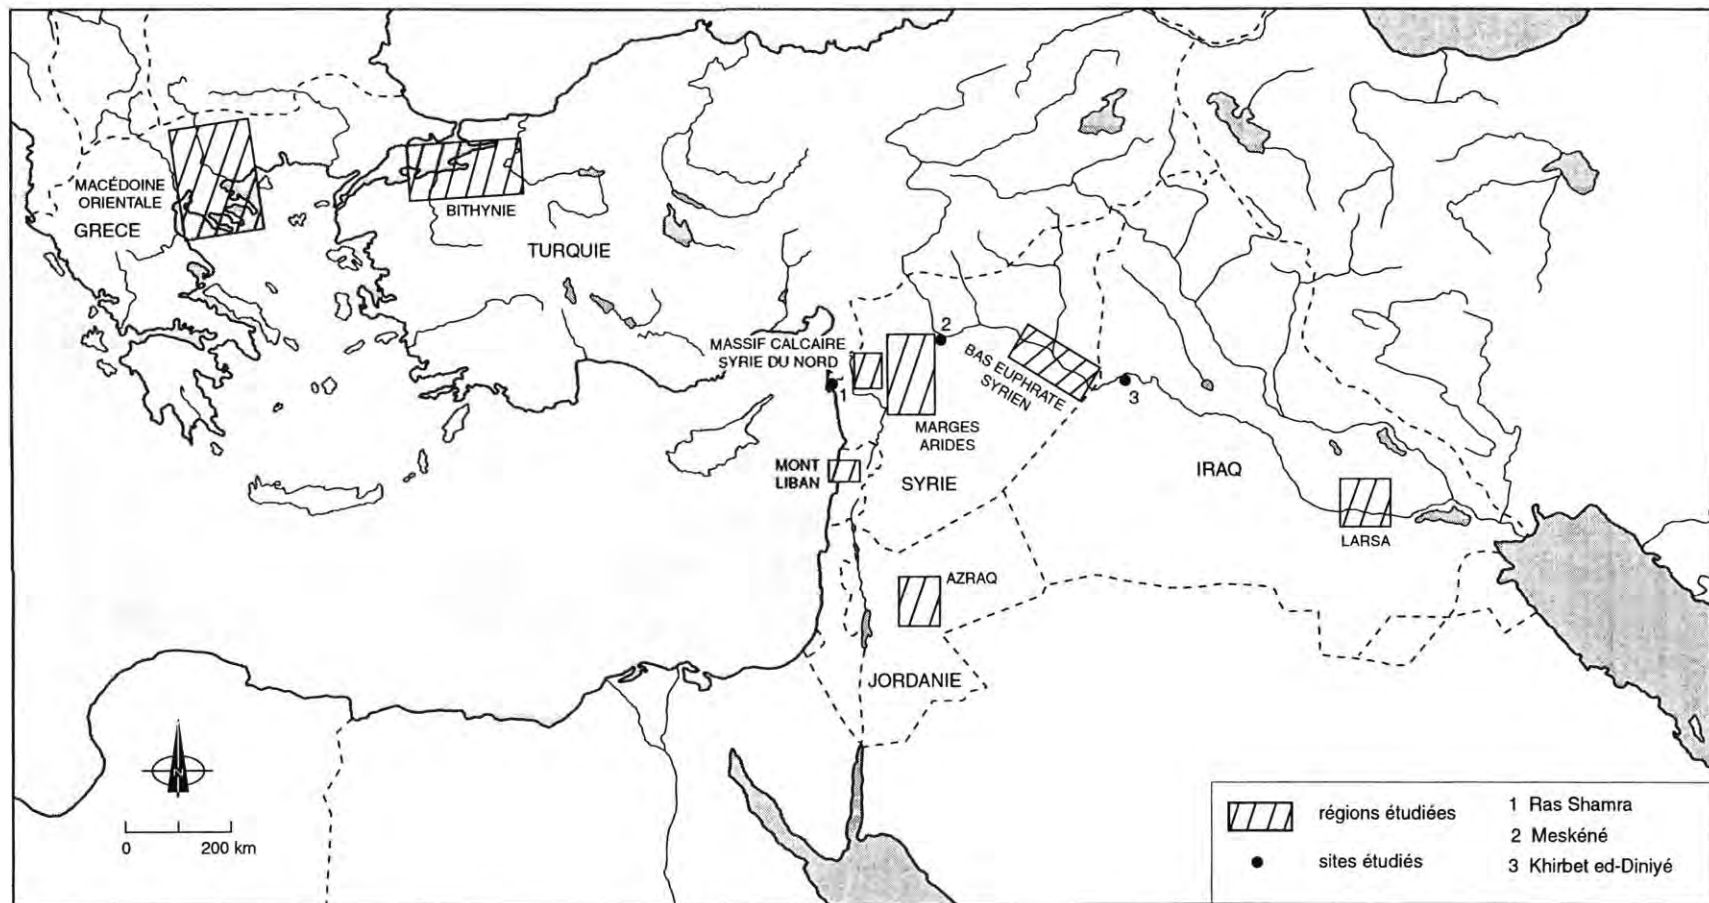 MACÉDOINE
ORIENTALE
GRECE
BITHYNIE
TURQUIE
MASSIF CALCAIRE
SYRIE DU NORD
1
2
BAS EUPHRATE
SYRIEN
3
MARGES
ARIDES
MONT
LIBAN
SYRIE
IRAQ
LARSA
AZRAQ
JORDANIE
N
0 200 km
régions étudiées
sites étudiés
1 Ras Shamra
2 Meskéné
3 Khirbet ed-Diniyé